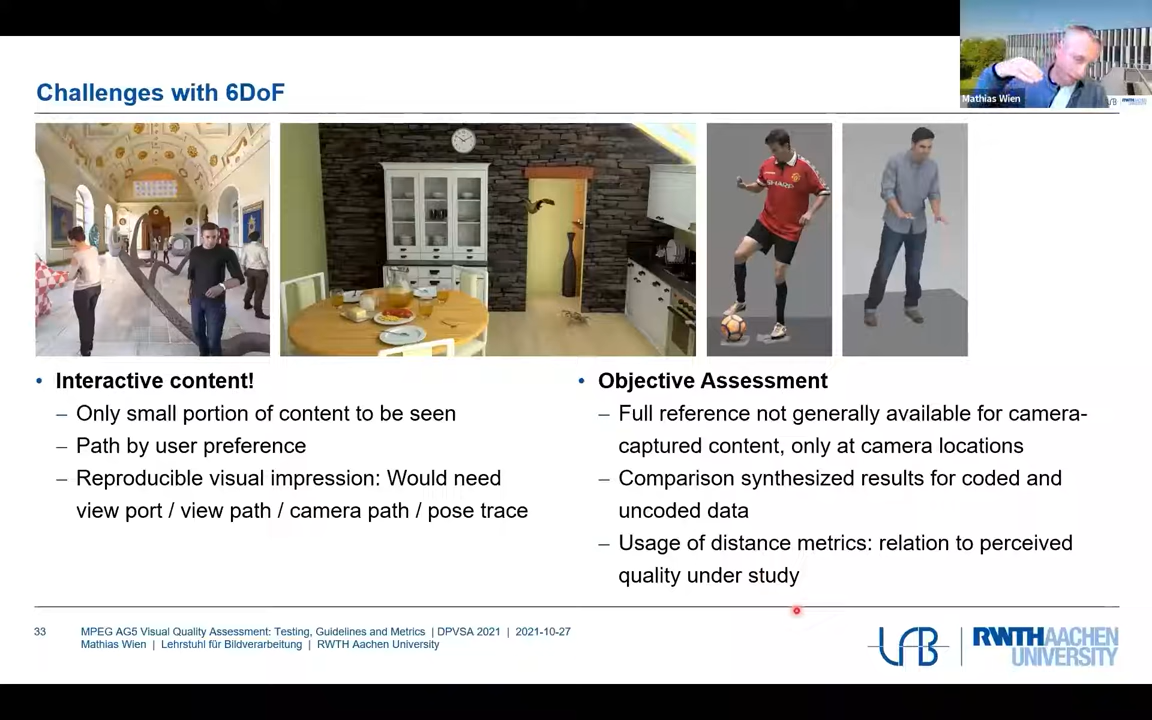 Challenges with 6DoF
Mathias Wien
SHARP
• Interactive content!
– Only small portion of content to be seen
– Path by user preference
– Reproducible visual impression: Would need
view port / view path / camera path / pose trace
• Objective Assessment
– Full reference not generally available for camera-
captured content, only at camera locations
– Comparison synthesized results for coded and
uncoded data
– Usage of distance metrics: relation to perceived
quality under study
33
MPEG AG5 Visual Quality Assessment: Testing, Guidelines and Metrics | DPVSA 2021 | 2021-10-27
Mathias Wien | Lehrstuhl für Bildverarbeitung | RWTH Aachen University
LfB
RWTHAACHEN
UNIVERSITY